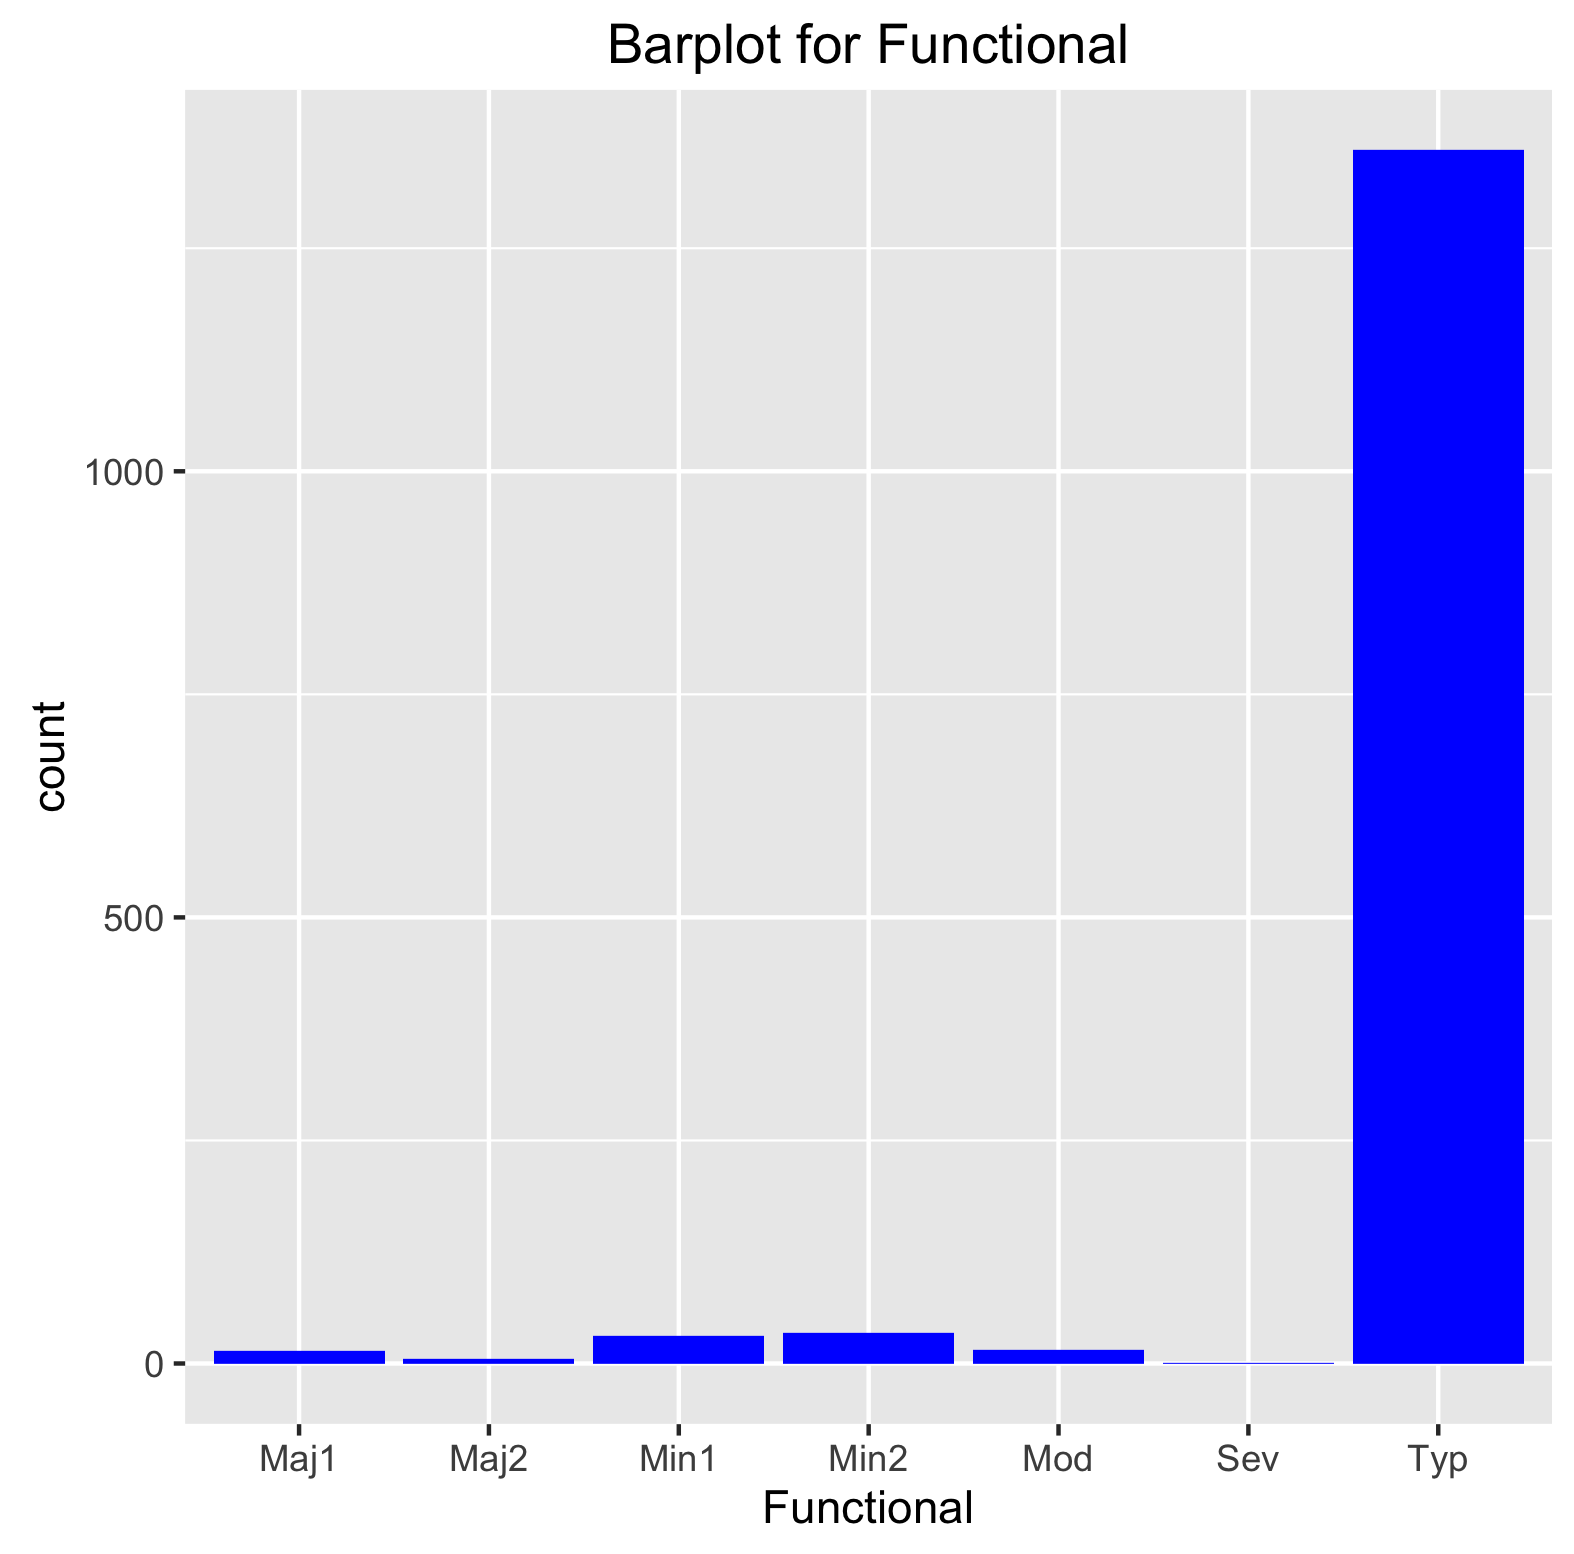 Barplot for Functional
count
1000
500
0
Maj1 Maj2 Min1 Min2 Mod Sev Typ
Functional